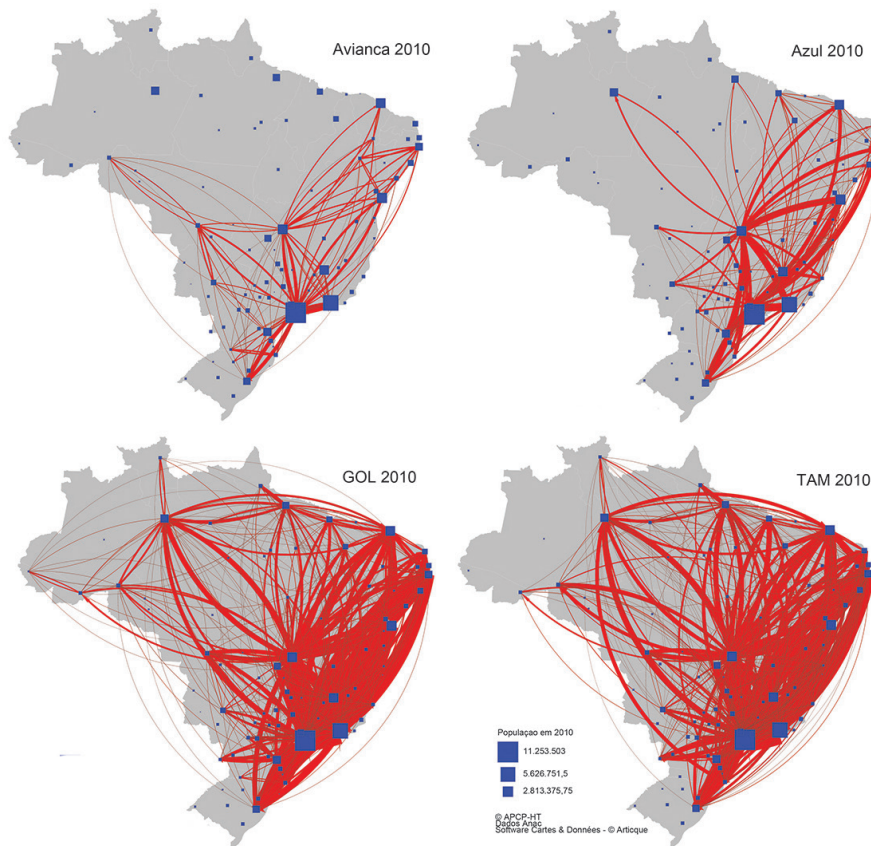 Avianca 2010
Azul 2010
GOL 2010
TAM 2010
Populaçao em 2010
11.253.503
5.626.751,5
2.813.375,75
© APCP-HT
Dados Anac
Software Cartes & Données - © Articque